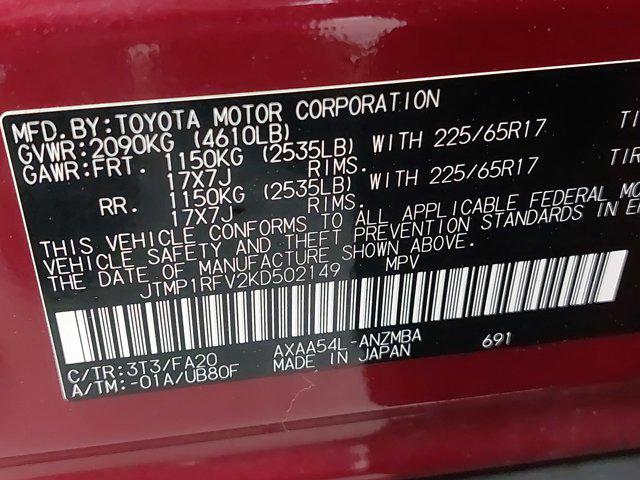 MFD.BY:TOYOTA MOTOR CORPORATION
GVWR:2090KG (4610LB)
GAWR:FRT. 1150KG (2535LB) WITH 225/65R17 TI
17X7J RIMS.
RR. 1150KG (2535LB) WITH 225/65R17 TIR
17X7J RIMS.
THIS VEHICLE CONFORMS TO ALL APPLICABLE FEDERAL MO
VEHICLE SAFETY AND THEFT PREVENTION STANDARDS IN E
THE DATE OF MANUFACTURE SHOWN ABOVE.
JTMP1RFV2KD502149 MPV
C/TR:3T3/FA20 AXAA54L-ANZMBA 691
A/TM:-01A/UB80F MADE IN JAPAN